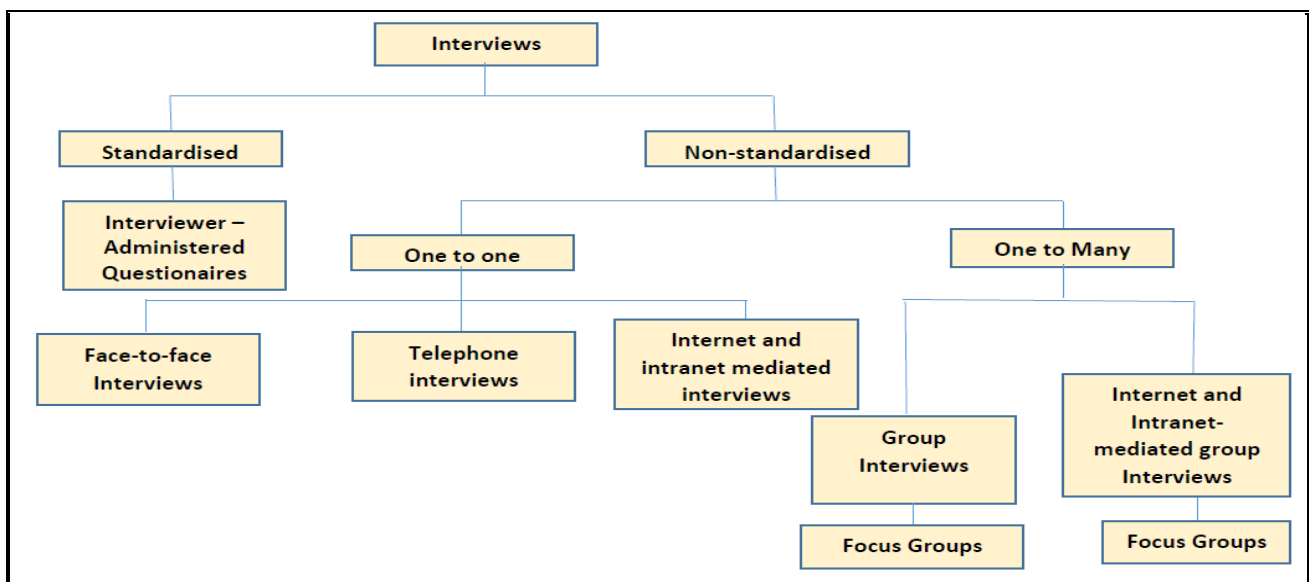 Interviews
Standardised
Non-standardised
Interviewer –
Administered
Questionaires
One to one
One to Many
Face-to-face
Interviews
Telephone
interviews
Internet and
intranet mediated
interviews
Group
Interviews
Internet and
Intranet-
mediated group
Interviews
Focus Groups
Focus Groups